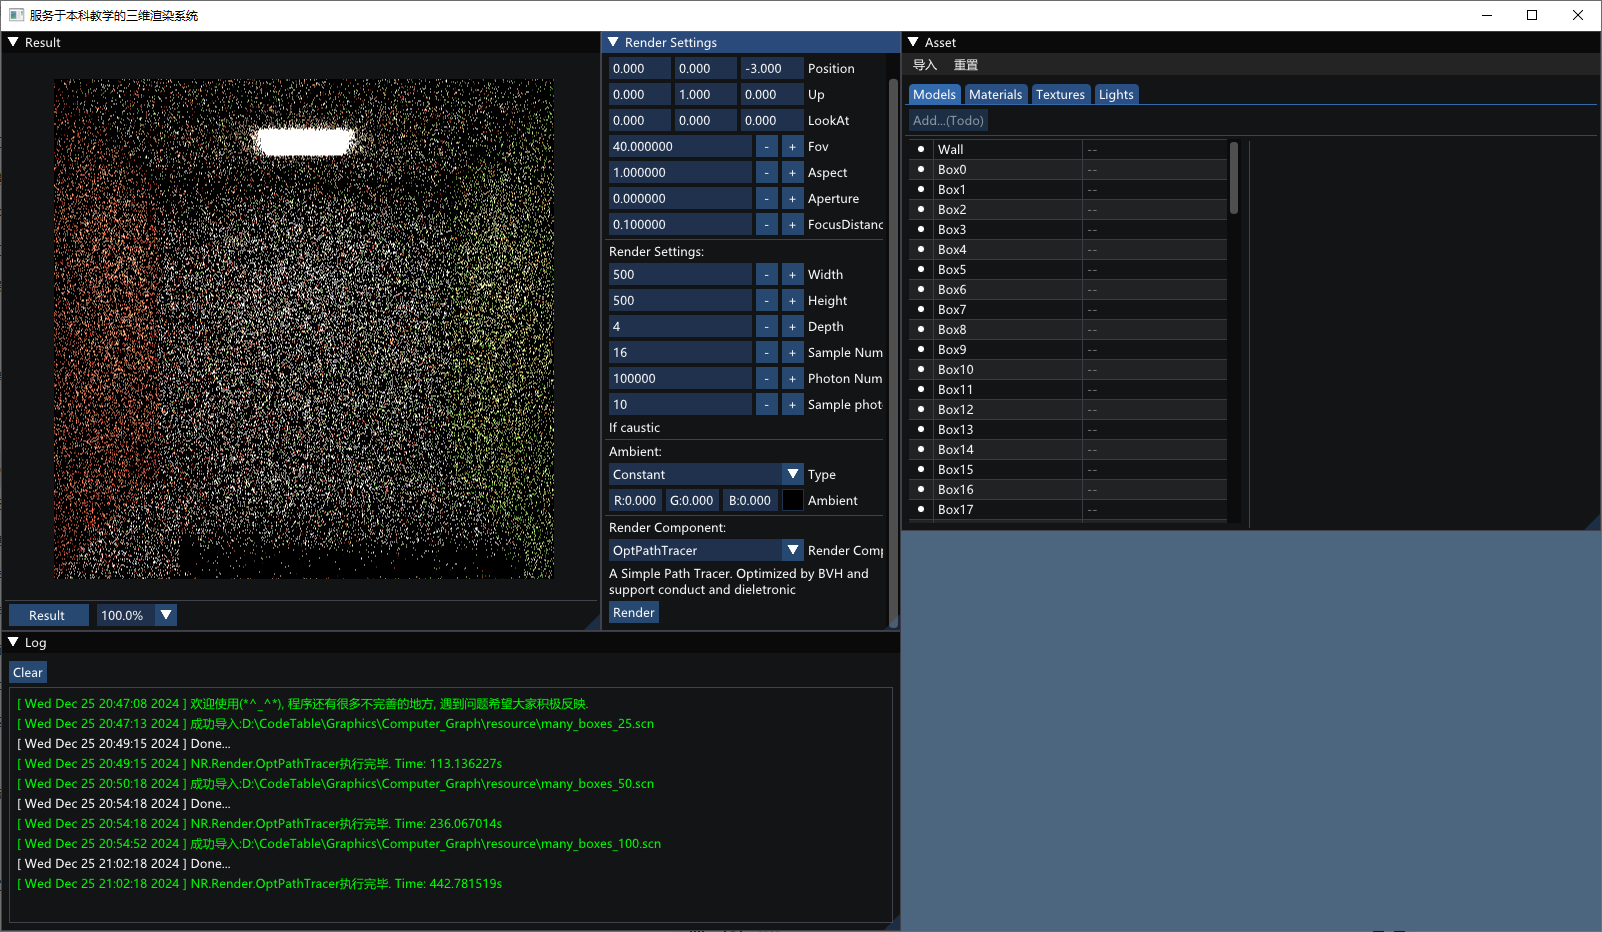 服务于本科教学的三维渲染系统
Result
Result
100.0%
Render Settings
0.000 0.000 -3.000 Position
0.000 1.000 0.000 Up
0.000 0.000 0.000 LookAt
40.000000 - + Fov
1.000000 - + Aspect
0.000000 - + Aperture
0.100000 - + FocusDistanc
Render Settings:
500 - + Width
500 - + Height
4 - + Depth
16 - + Sample Num
100000 - + Photon Num
10 - + Sample phot
If caustic
Ambient:
Constant Type
R:0.000 G:0.000 B:0.000 Ambient
Render Component:
OptPathTracer Render Comp
A Simple Path Tracer. Optimized by BVH and
support conduct and dieletronic
Render
Asset
导入 重置
Models Materials Textures Lights
Add...(Todo)
Wall --
Box0 --
Box1 --
Box2 --
Box3 --
Box4 --
Box5 --
Box6 --
Box7 --
Box8 --
Box9 --
Box10 --
Box11 --
Box12 --
Box13 --
Box14 --
Box15 --
Box16 --
Box17 --
Log
Clear
[ Wed Dec 25 20:47:08 2024 ] 欢迎使用(*^_^*), 程序还有很多不完善的地方, 遇到问题希望大家积极反映.
[ Wed Dec 25 20:47:13 2024 ] 成功导入:D:\CodeTable\Graphics\Computer_Graph\resource\many_boxes_25.scn
[ Wed Dec 25 20:49:15 2024 ] Done...
[ Wed Dec 25 20:49:15 2024 ] NR.Render.OptPathTracer执行完毕. Time: 113.136227s
[ Wed Dec 25 20:50:18 2024 ] 成功导入:D:\CodeTable\Graphics\Computer_Graph\resource\many_boxes_50.scn
[ Wed Dec 25 20:54:18 2024 ] Done...
[ Wed Dec 25 20:54:18 2024 ] NR.Render.OptPathTracer执行完毕. Time: 236.067014s
[ Wed Dec 25 20:54:52 2024 ] 成功导入:D:\CodeTable\Graphics\Computer_Graph\resource\many_boxes_100.scn
[ Wed Dec 25 21:02:18 2024 ] Done...
[ Wed Dec 25 21:02:18 2024 ] NR.Render.OptPathTracer执行完毕. Time: 442.781519s